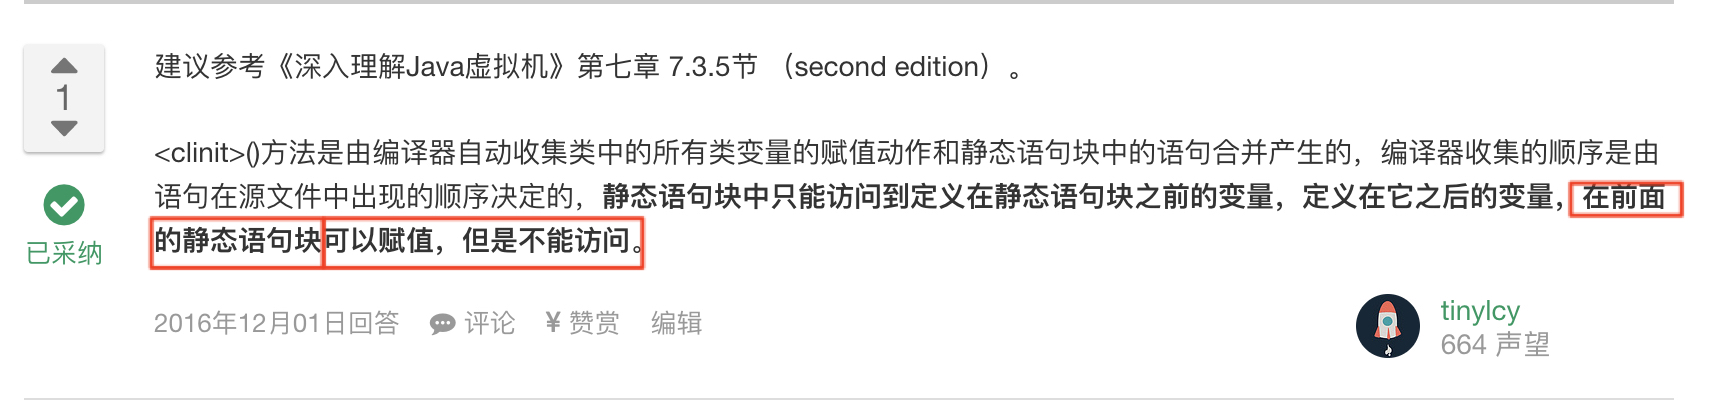 建议参考《深入理解Java虚拟机》第七章 7.3.5节 （second edition）。
1
<clinit>()方法是由编译器自动收集类中的所有类变量的赋值动作和静态语句块中的语句合并产生的，编译器收集的顺序是由
语句在源文件中出现的顺序决定的，静态语句块中只能访问到定义在静态语句块之前的变量，定义在它之后的变量，在前面
的静态语句块可以赋值，但是不能访问。
已采纳
2016年12月01日回答 评论 ¥ 赞赏 编辑
tinylcy
664 声望